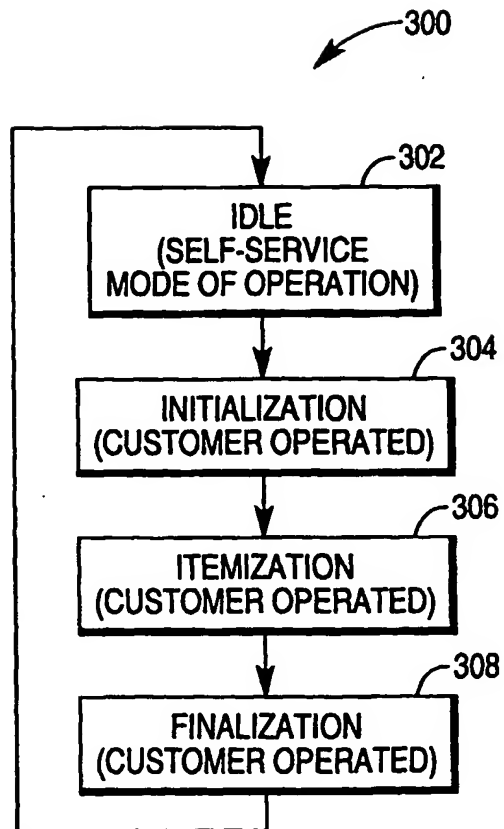 300
302
IDLE
(SELF-SERVICE
MODE OF OPERATION)
304
INITIALIZATION
(CUSTOMER OPERATED)
306
ITEMIZATION
(CUSTOMER OPERATED)
308
FINALIZATION
(CUSTOMER OPERATED)